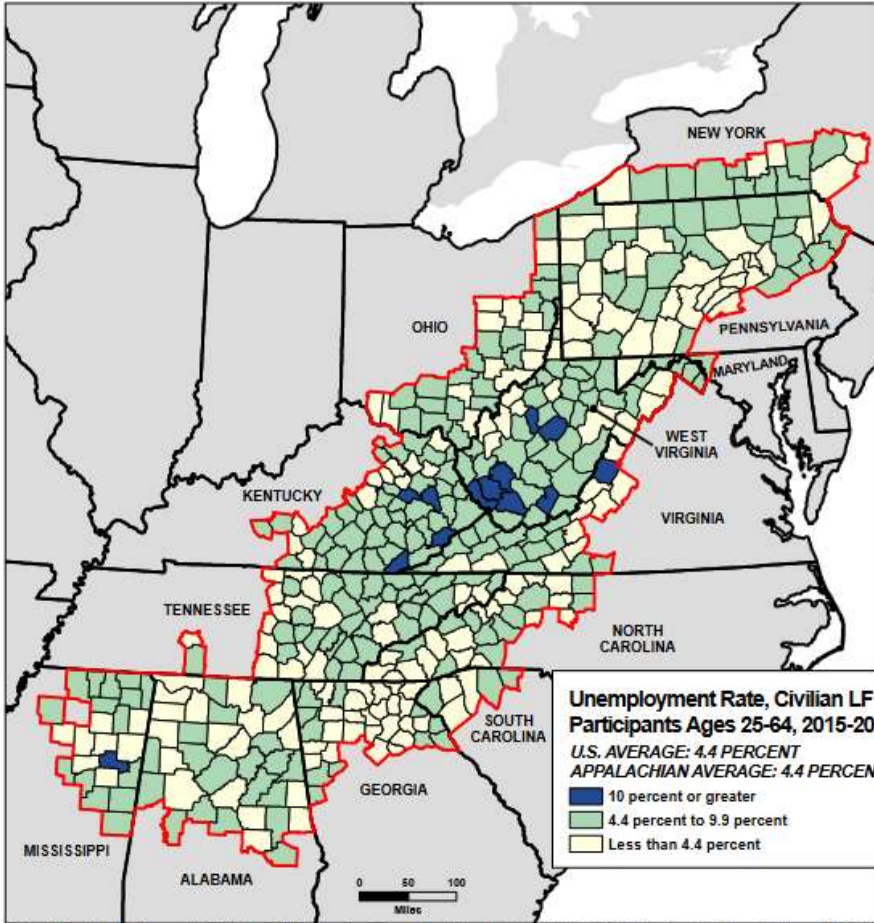 NEW YORK
PENNSYLVANIA
OHIO
MARYLAND
WEST
VIRGINIA
KENTUCKY
VIRGINIA
TENNESSEE
NORTH
CAROLINA
SOUTH
CAROLINA
GEORGIA
MISSISSIPPI
ALABAMA
0 50 100
Miles
Unemployment Rate, Civilian LF
Participants Ages 25-64, 2015-20
U.S. AVERAGE: 4.4 PERCENT
APPALACHIAN AVERAGE: 4.4 PERCEN
10 percent or greater
4.4 percent to 9.9 percent
Less than 4.4 percent